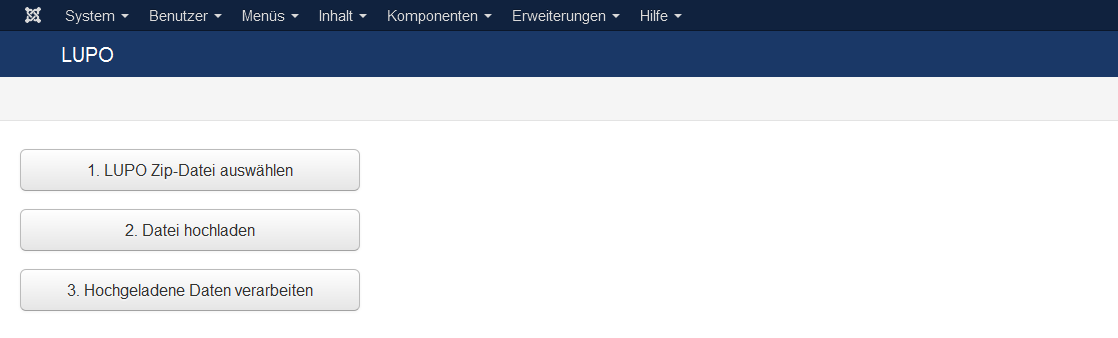 System Benutzer Menüs Inhalt Komponenten Erweiterungen Hilfe
LUPO
1. LUPO Zip-Datei auswählen
2. Datei hochladen
3. Hochgeladene Daten verarbeiten